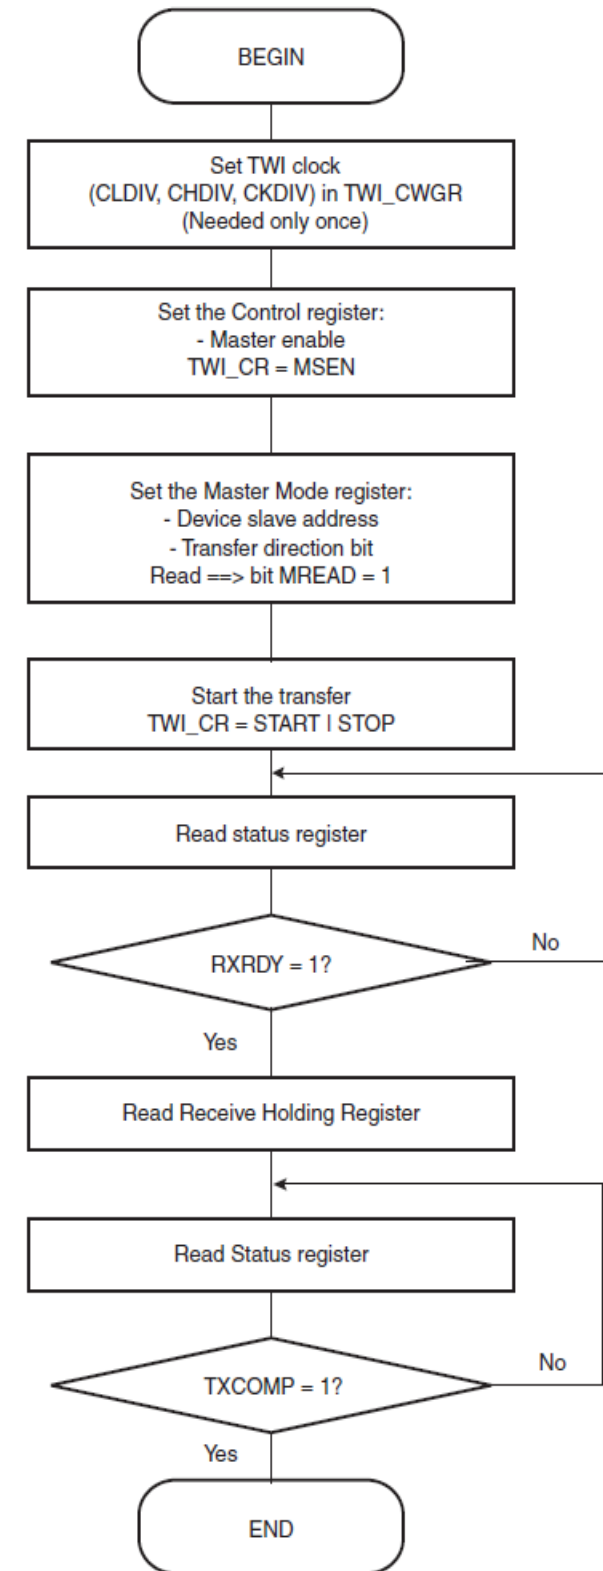 BEGIN
Set TWI clock
(CLDIV, CHDIV, CKDIV) in TWI_CWGR
(Needed only once)
Set the Control register:
- Master enable
TWI_CR = MSEN
Set the Master Mode register:
- Device slave address
- Transfer direction bit
Read ==> bit MREAD = 1
Start the transfer
TWI_CR = START | STOP
Read status register
RXRDY = 1?
No
Yes
Read Receive Holding Register
Read Status register
TXCOMP = 1?
No
Yes
END